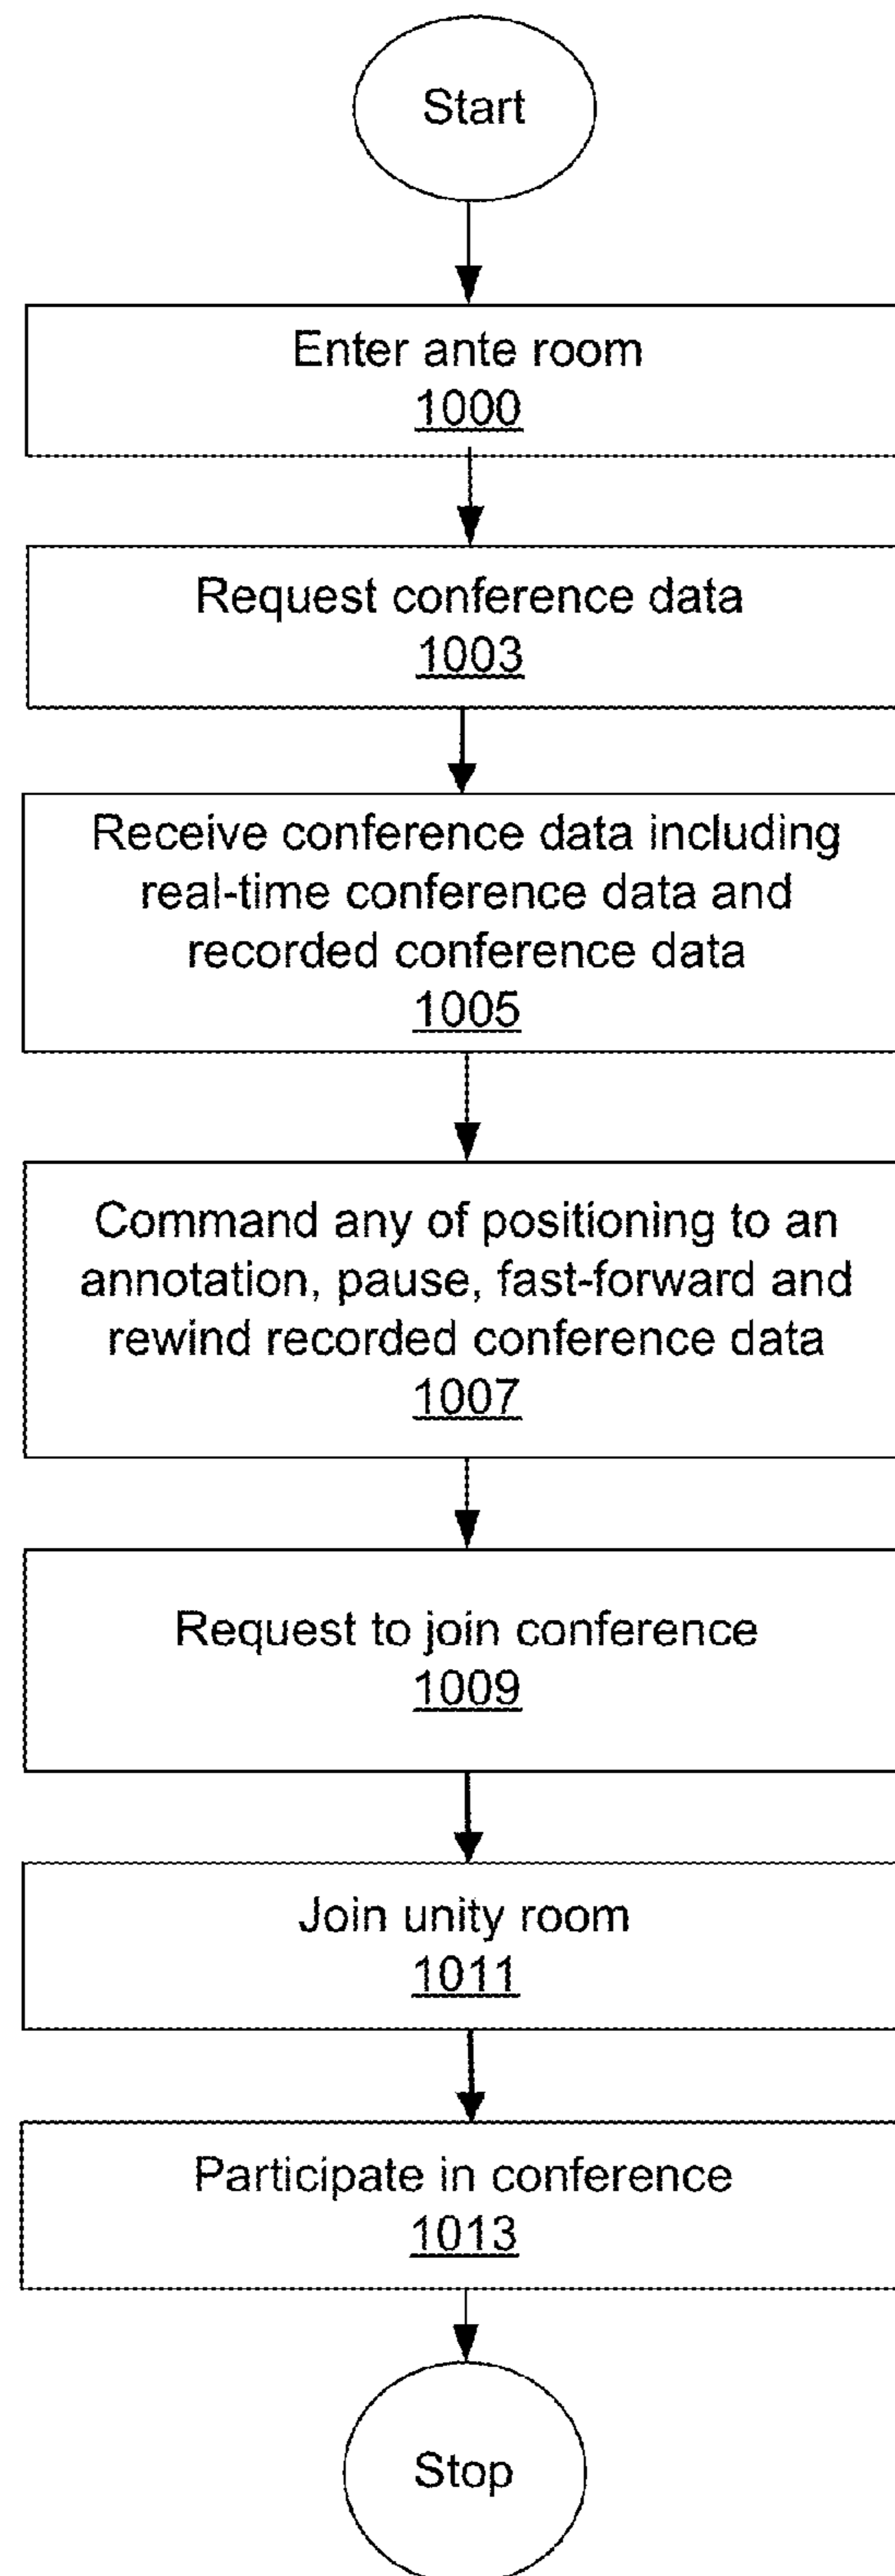 Start
Enter ante room
1000
Request conference data
1003
Receive conference data including
real-time conference data and
recorded conference data
1005
Command any of positioning to an
annotation, pause, fast-forward and
rewind recorded conference data
1007
Request to join conference
1009
Join unity room
1011
Participate in conference
1013
Stop